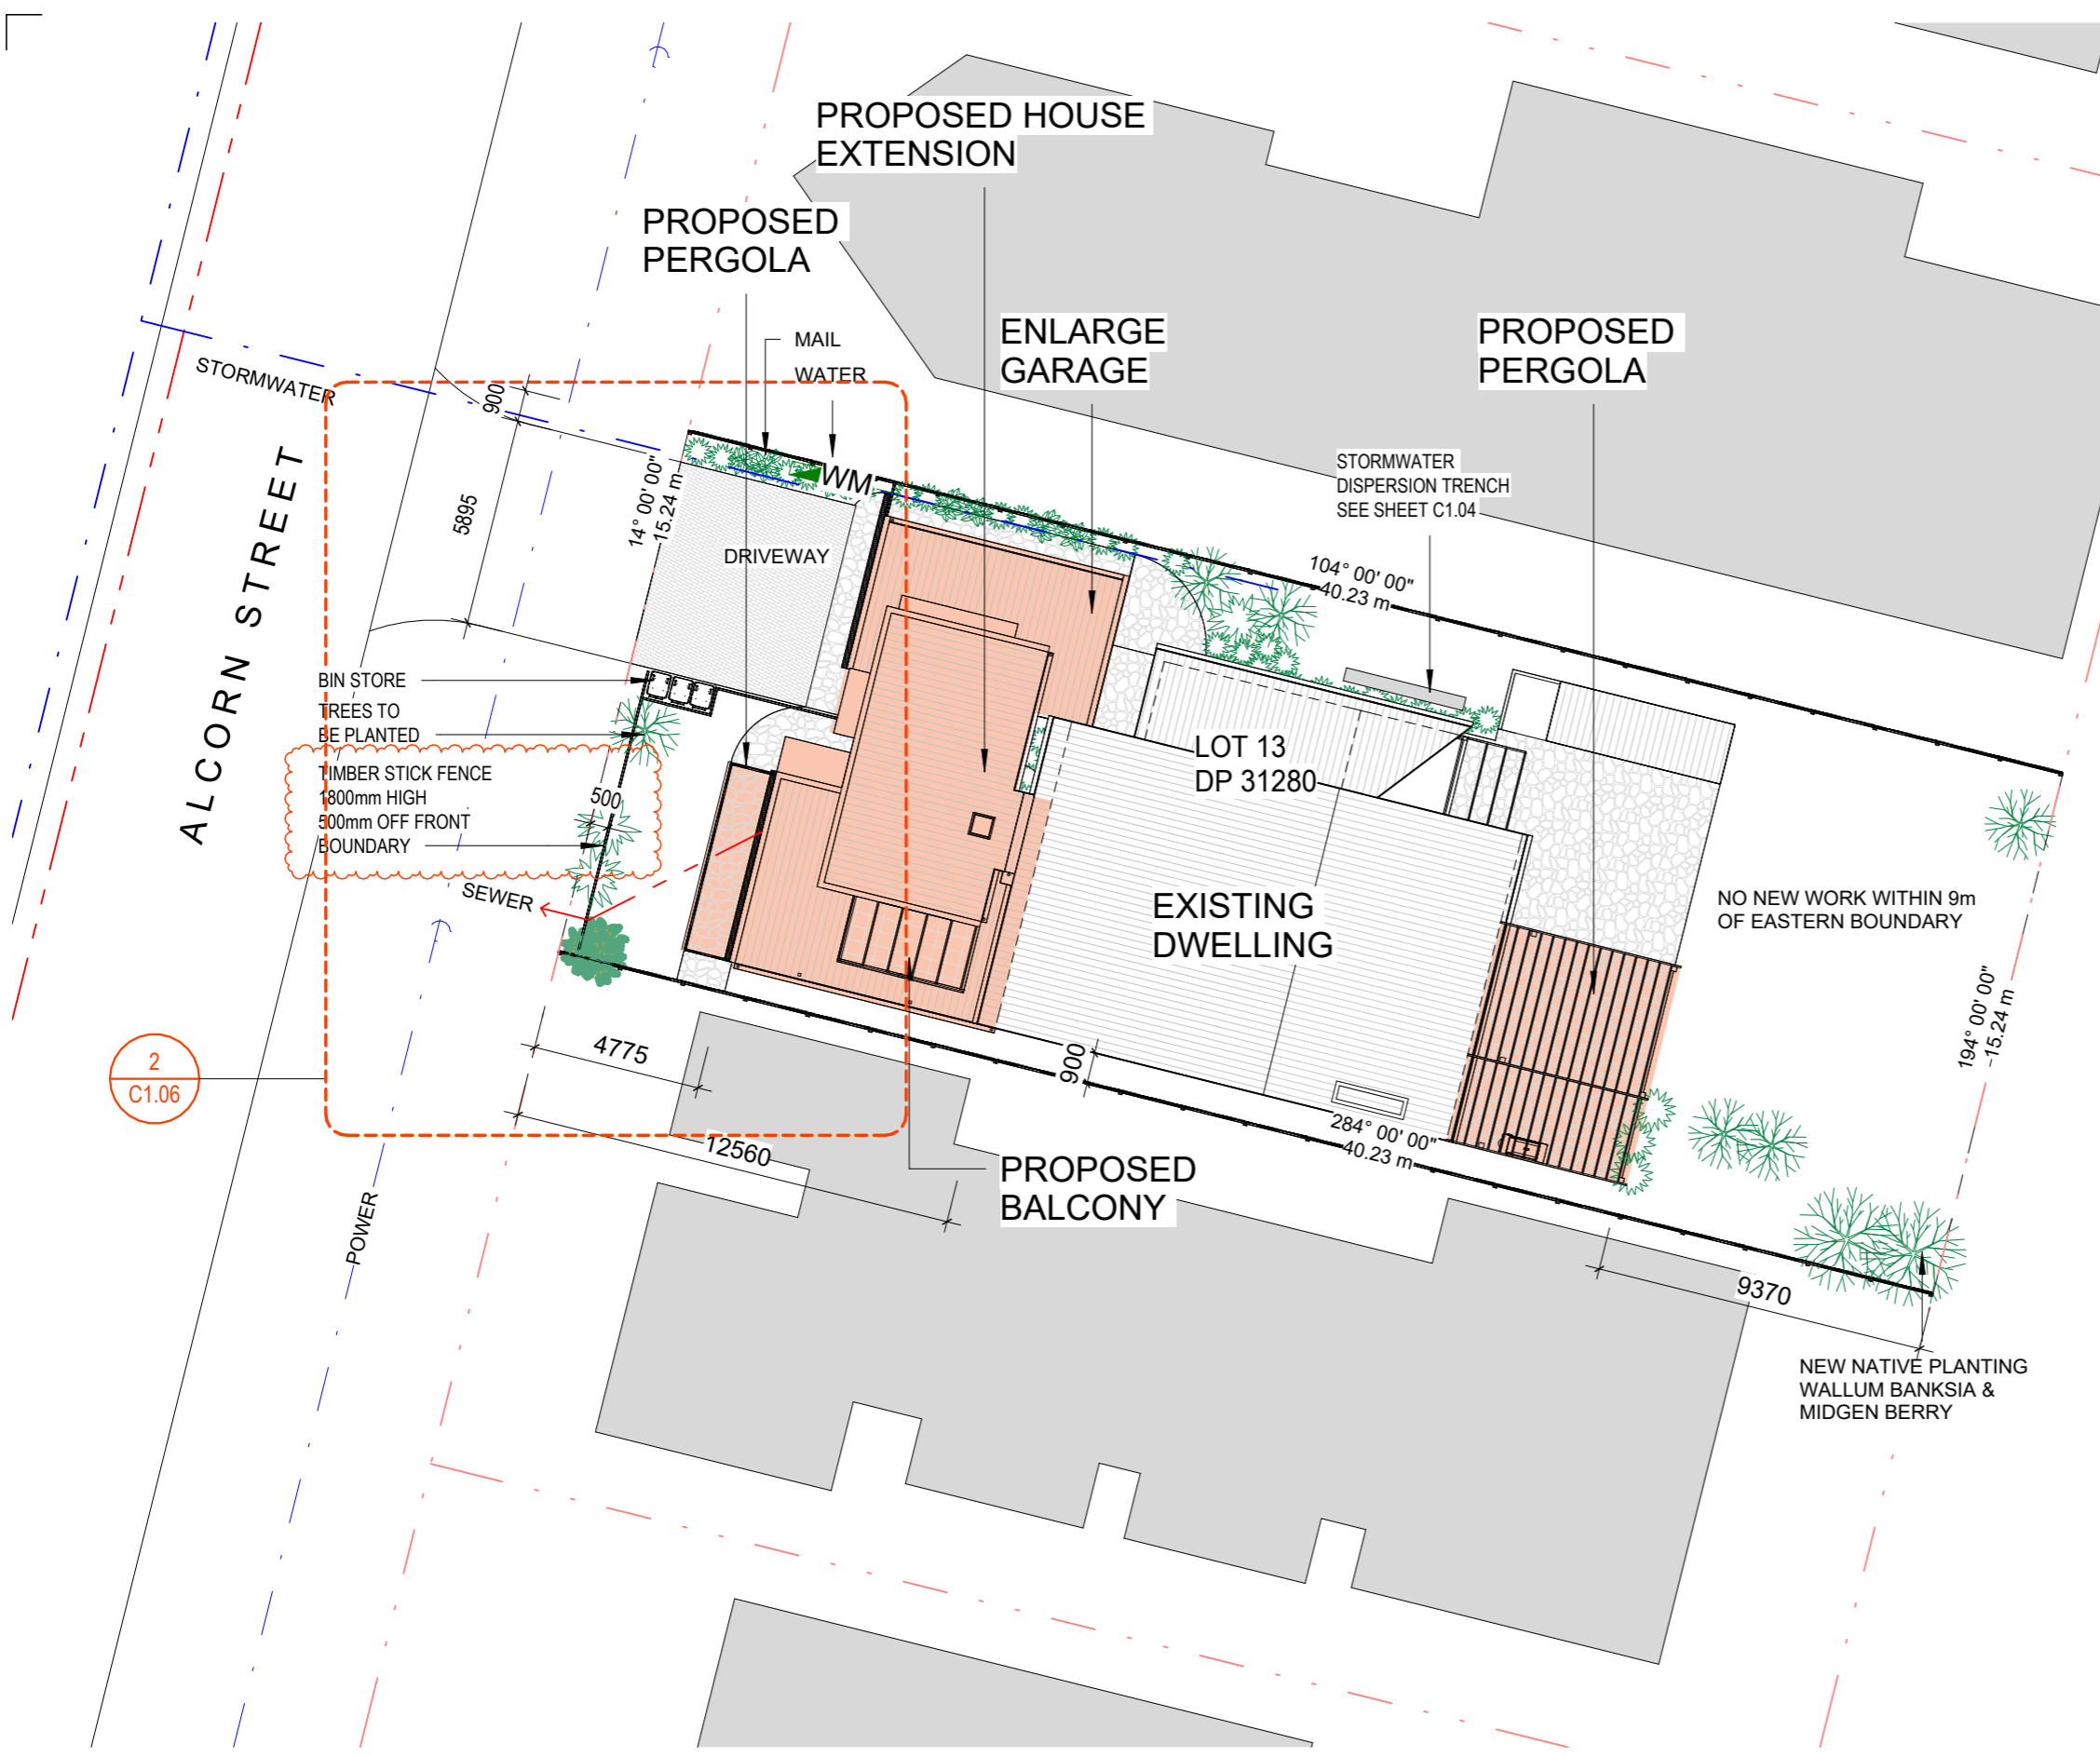 PROPOSED HOUSE
EXTENSION
PROPOSED
PERGOLA
MAIL
WATER
ENLARGE
GARAGE
PROPOSED
PERGOLA
STORMWATER
900
5895
ALCORN STREET
14° 00' 00"
15.24 m
WM
DRIVEWAY
STORMWATER
DISPERSION TRENCH
SEE SHEET C1.04
104° 00' 00"
40.23 m
BIN STORE
TREES TO
BE PLANTED
TIMBER STICK FENCE
1800mm HIGH
500mm OFF FRONT
BOUNDARY
500
SEWER
LOT 13
DP 31280
EXISTING
DWELLING
NO NEW WORK WITHIN 9m
OF EASTERN BOUNDARY
194° 00' 00"
15.24 m
2
C1.06
4775
900
12560
284° 00' 00"
40.23 m
PROPOSED
BALCONY
POWER
9370
NEW NATIVE PLANTING
WALLUM BANKSIA &
MIDGEN BERRY